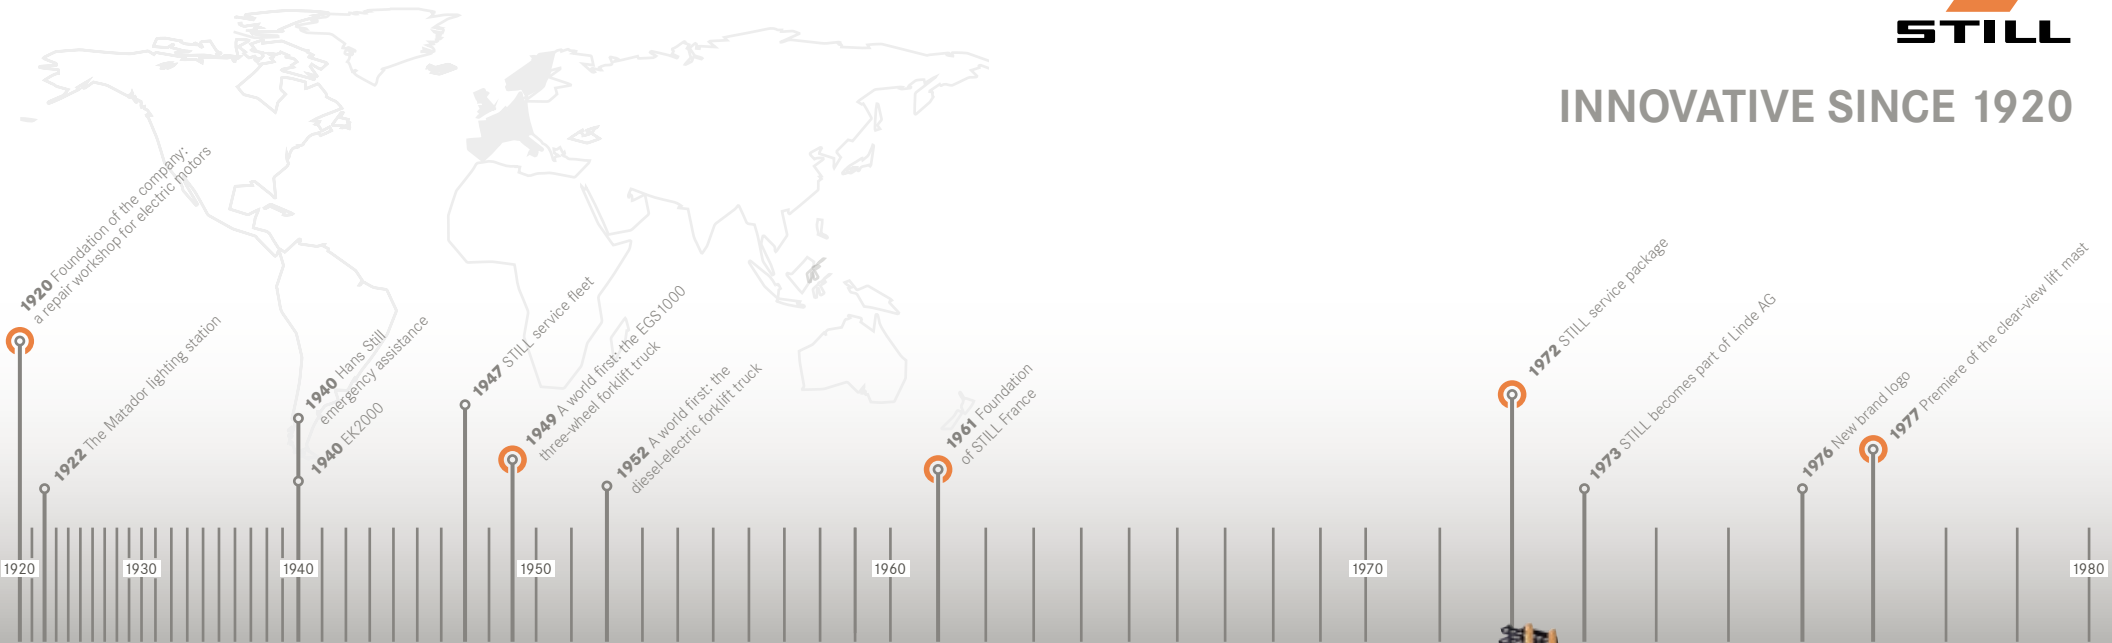 STILL
INNOVATIVE SINCE 1920
1920 Foundation of the company:
a repair workshop for electric motors
1922 The Matador lighting station
1940 Hans Still
emergency assistance
1940 EK2000
1947 STILL service fleet
1949 A world first: the EGS1000
three-wheel forklift truck
1952 A world first: the
diesel-electric forklift truck
1961 Foundation
of STILL France
1972 STILL service package
1973 STILL becomes part of Linde AG
1976 New brand logo
1977 Premiere of the clear-view lift mast
1920
1930
1940
1950
1960
1970
1980